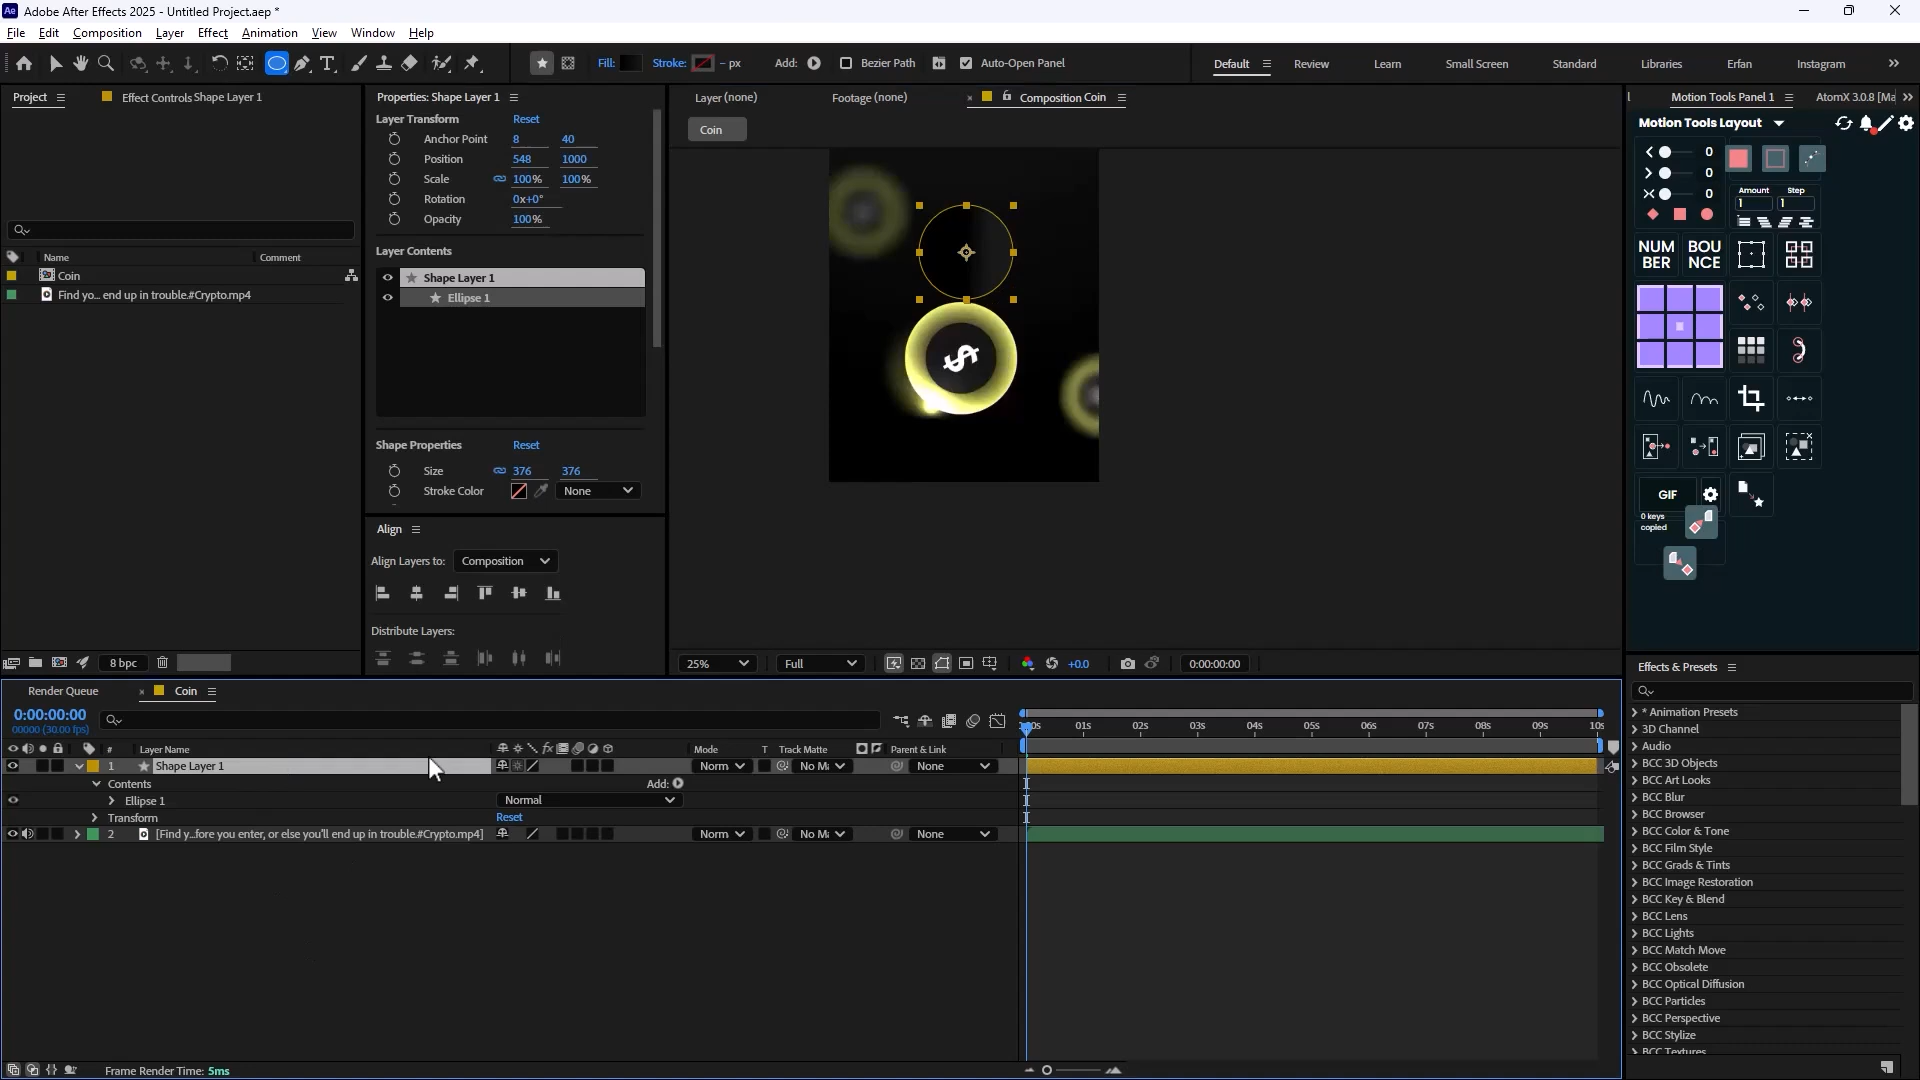 Adobe After Effects 2025 - Untitled Project.aep *
File Edit Composition Layer Effect Animation View Window Help
Fill: Stroke: - px Add: Bezier Path Auto-Open Panel
Default Review Learn Small Screen Standard Libraries Erfan Instagram
Project Effect Controls Shape Layer 1
Name Comment
Coin
Find yo... end up in trouble.#Crypto.mp4
8 bpc
Properties: Shape Layer 1
Layer Transform Reset
Anchor Point 8 40
Position 548 1000
Scale 100% 100%
Rotation 0x+0°
Opacity 100%
Layer Contents
Shape Layer 1
Ellipse 1
Shape Properties Reset
Size 376 376
Stroke Color None
Align
Align Layers to: Composition
Distribute Layers:
Layer (none) Footage (none) Composition Coin
Coin
$
25% Full +0.0 0:00:00:00
Motion Tools Panel 1 AtomX 3.0.8 [Ma
Motion Tools Layout
0
0
0
Amount Step
1 1
NUM
BER
BOU
NCE
GIF
0 keys
copied
Effects & Presets
* Animation Presets
3D Channel
Audio
BCC 3D Objects
BCC Art Looks
BCC Blur
BCC Browser
BCC Color & Tone
BCC Film Style
BCC Grads & Tints
BCC Image Restoration
BCC Key & Blend
BCC Lens
BCC Lights
BCC Match Move
BCC Obsolete
BCC Optical Diffusion
BCC Particles
BCC Perspective
BCC Stylize
BCC Textures
Render Queue Coin
0:00:00:00
00000 (30.00 fps)
# Layer Name Mode T Track Matte Parent & Link
:00s 01s 02s 03s 04s 05s 06s 07s 08s 09s 10s
1 Shape Layer 1 Norm No Ma None
Contents Add:
Ellipse 1 Normal
Transform Reset
2 [Find y...fore you enter, or else you'll end up in trouble.#Crypto.mp4] Norm No Ma None
Frame Render Time: 5ms